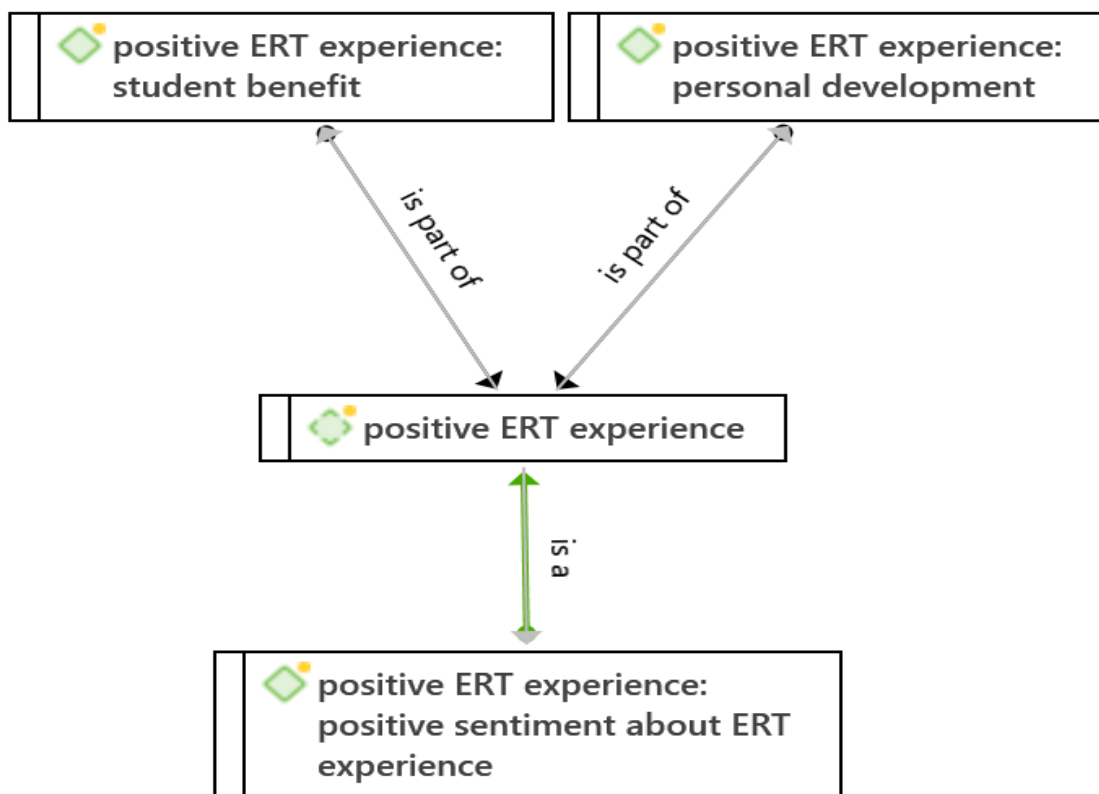 positive ERT experience:
student benefit
positive ERT experience:
personal development
is part of
is part of
positive ERT experience
is a
positive ERT experience:
positive sentiment about ERT
experience